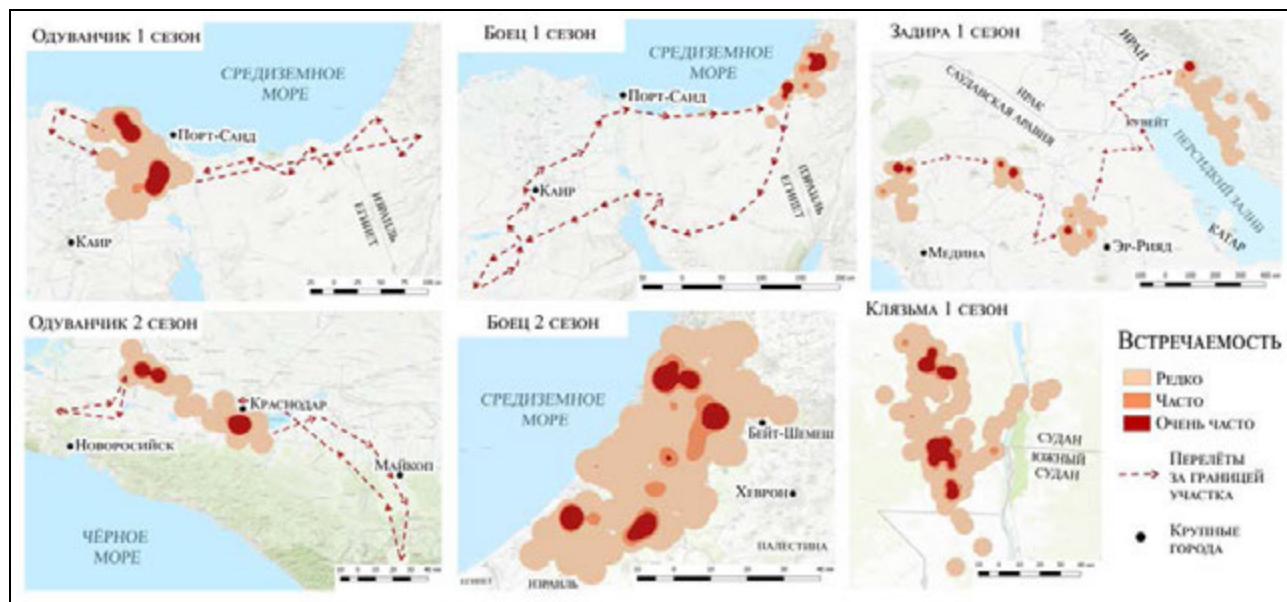 Одуванчик 1 сезон
СРЕДИЗЕМНОЕ
МОРЕ
Порт-Саид
Каир
ИЗРАИЛЬ
ЕГИПЕТ
Боец 1 сезон
СРЕДИЗЕМНОЕ
МОРЕ
Порт-Саид
Каир
ИЗРАИЛЬ
ЕГИПЕТ
Задира 1 сезон
ИРАН
ИРАК
САУДАВСКАЯ АРАВИЯ
КУВЕЙТ
ПЕРСИДКИЙ ЗАЛИВ
КАТАР
Медина
Эр-Рияд
Одуванчик 2 сезон
Краснодар
Новоросийск
Майкоп
ЧЁРНОЕ
МОРЕ
Боец 2 сезон
СРЕДИЗЕМНОЕ
МОРЕ
Бейт-Шемеш
Хеврон
ПАЛЕСТИНА
ЕГИПЕТ
ИЗРАИЛЬ
Клязьма 1 сезон
СУДАН
ЮЖНЫЙ
СУДАН
Встречаемость
Редко
Часто
Очень часто
Перелёты
за границей
участка
Крупные
города